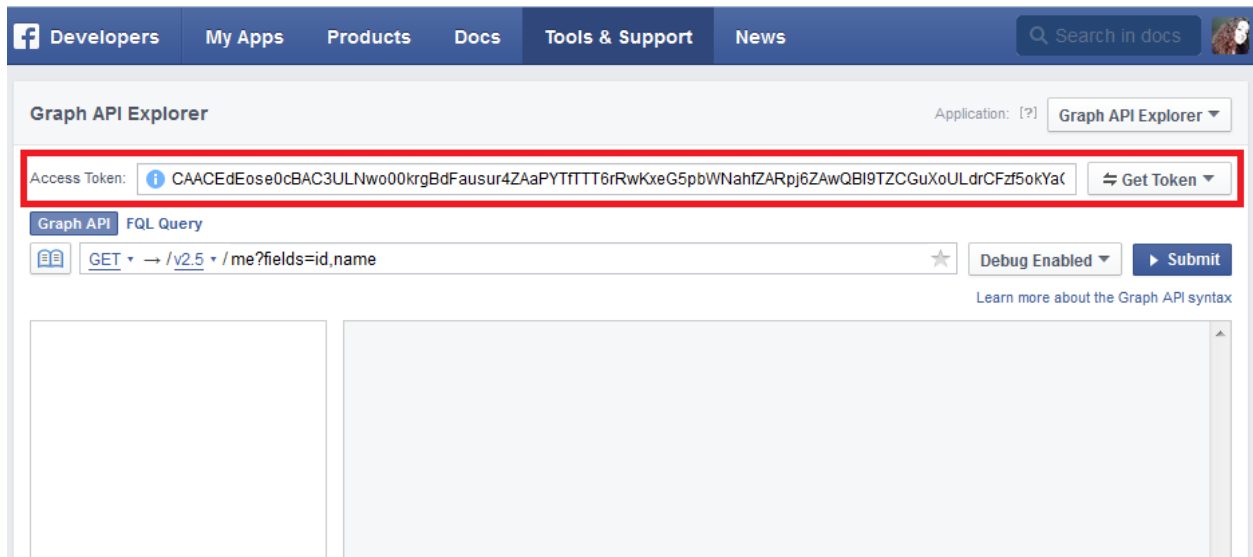 f Developers My Apps Products Docs Tools & Support News Search in docs
Graph API Explorer Application: [?] Graph API Explorer
Access Token: CAACEdEose0cBAC3ULNwo00krgBdFausur4ZAaPYTfTTT6rRwKxeG5pbWNahfZARpj6ZAwQBI9TZCGuXoULdrCFzf5okYa Get Token
Graph API FQL Query
GET → /v2.5 / me?fields=id,name Debug Enabled Submit
Learn more about the Graph API syntax